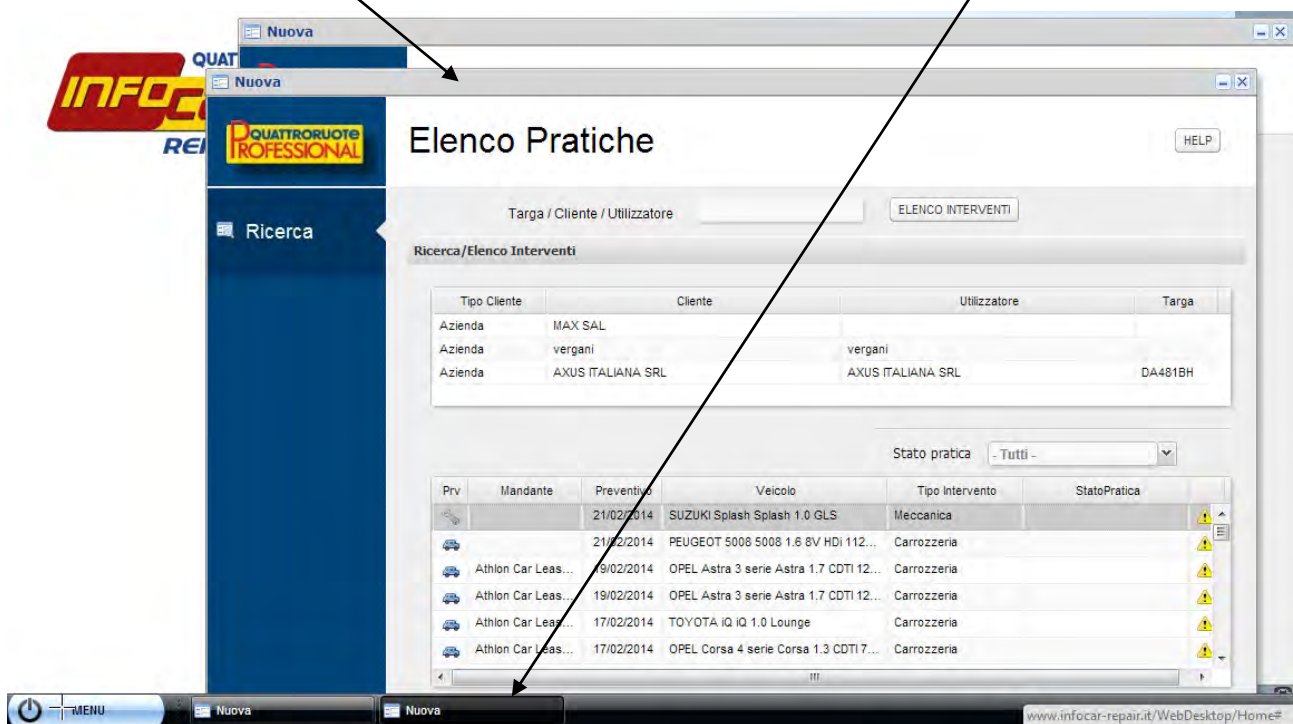 Nuova
QUAT
INFOC
REI
Nuova
QUATTRORUOTE
PROFESSIONAL
Elenco Pratiche
HELP
Ricerca
Targa / Cliente / Utilizzatore
ELENCO INTERVENTI
Ricerca/Elenco Interventi
Tipo Cliente Cliente Utilizzatore Targa
Azienda MAX SAL
Azienda vergani vergani
Azienda AXUS ITALIANA SRL AXUS ITALIANA SRL DA481BH
Stato pratica - Tutti -
Prv Mandante Preventivo Veicolo Tipo Intervento StatoPratica
21/02/2014 SUZUKI Splash Splash 1.0 GLS Meccanica
21/02/2014 PEUGEOT 5008 5008 1.6 8V HDi 112... Carrozzeria
Athlon Car Leas... 19/02/2014 OPEL Astra 3 serie Astra 1.7 CDTI 12... Carrozzeria
Athlon Car Leas... 19/02/2014 OPEL Astra 3 serie Astra 1.7 CDTI 12... Carrozzeria
Athlon Car Leas... 17/02/2014 TOYOTA iQ iQ 1.0 Lounge Carrozzeria
Athlon Car Leas... 17/02/2014 OPEL Corsa 4 serie Corsa 1.3 CDTI 7... Carrozzeria
MENU Nuova Nuova www.infocar-repair.it/WebDesktop/Home#